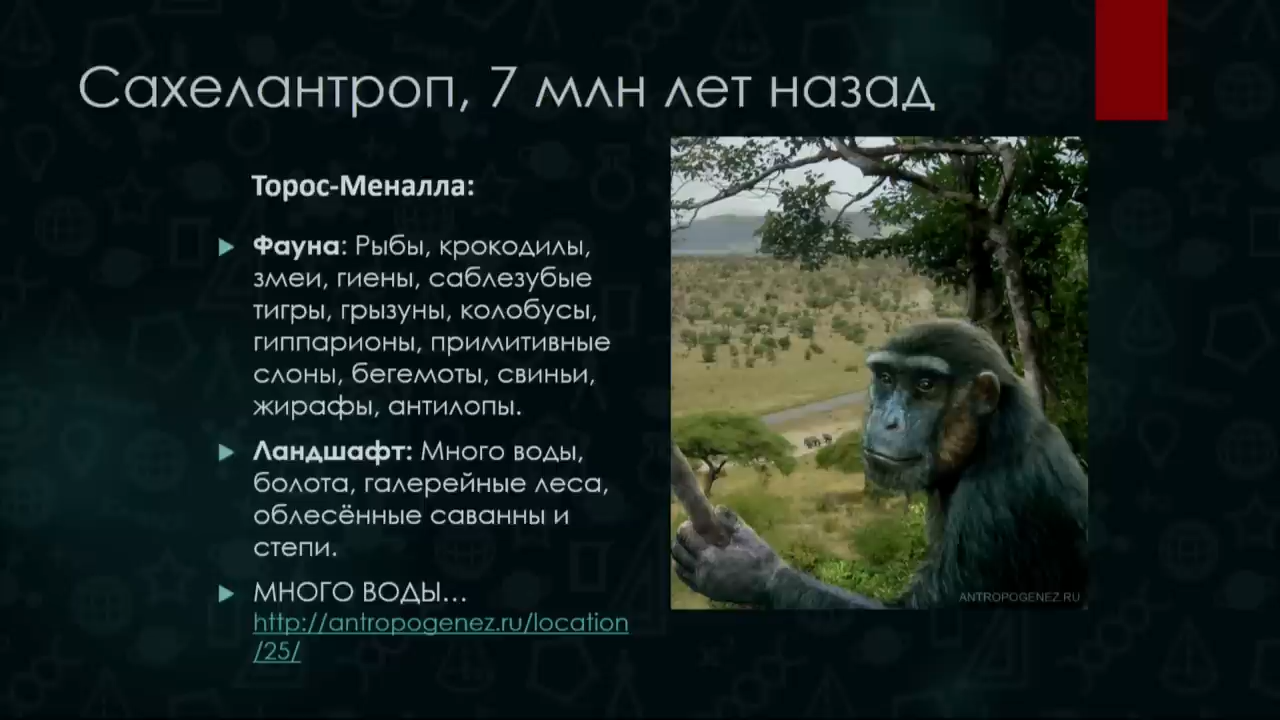 Сахелантроп, 7 млн лет назад
Торос-Меналла:
Фауна: Рыбы, крокодилы,
змеи, гиены, саблезубые
тигры, грызуны, колобусы,
гиппарионы, примитивные
слоны, бегемоты, свиньи,
жирафы, антилопы.
Ландшафт: Много воды,
болота, галерейные леса,
облесённые саванны и
степи.
МНОГО ВОДЫ...
http://antropogenez.ru/location
/25/
ANTROPOGENEZ.RU